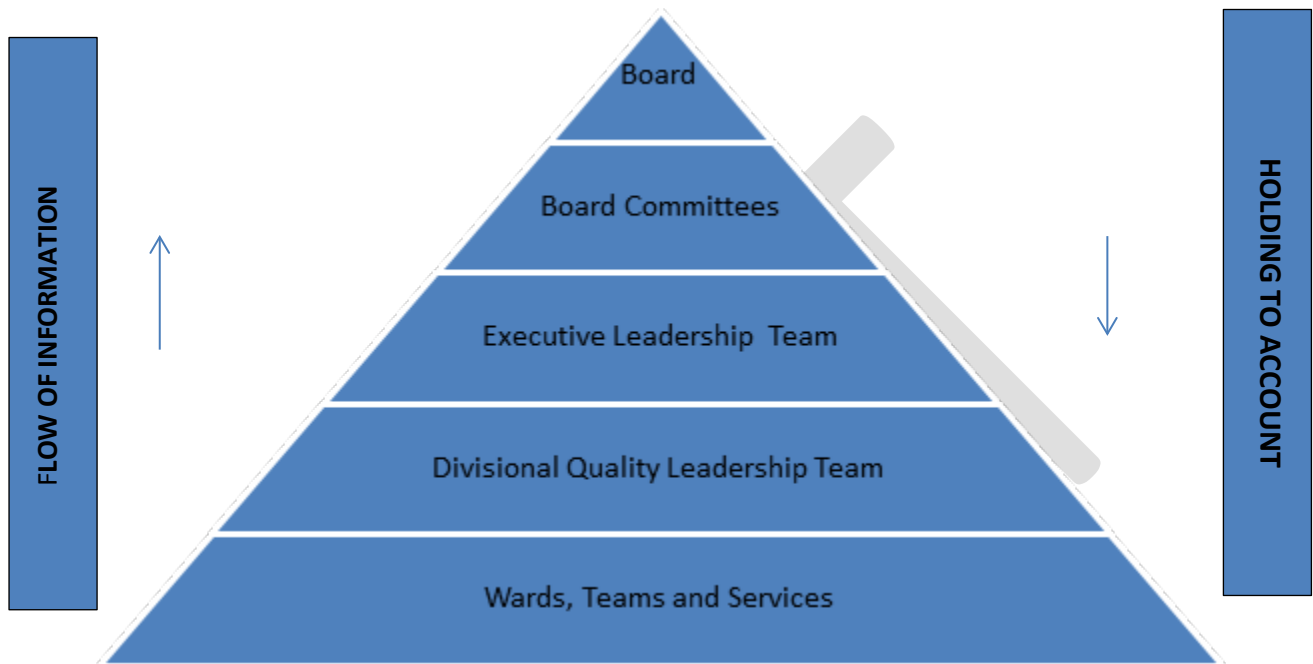 Board
Board Committees
Executive Leadership Team
Divisional Quality Leadership Team
Wards, Teams and Services
FLOW OF INFORMATION
HOLDING TO ACCOUNT